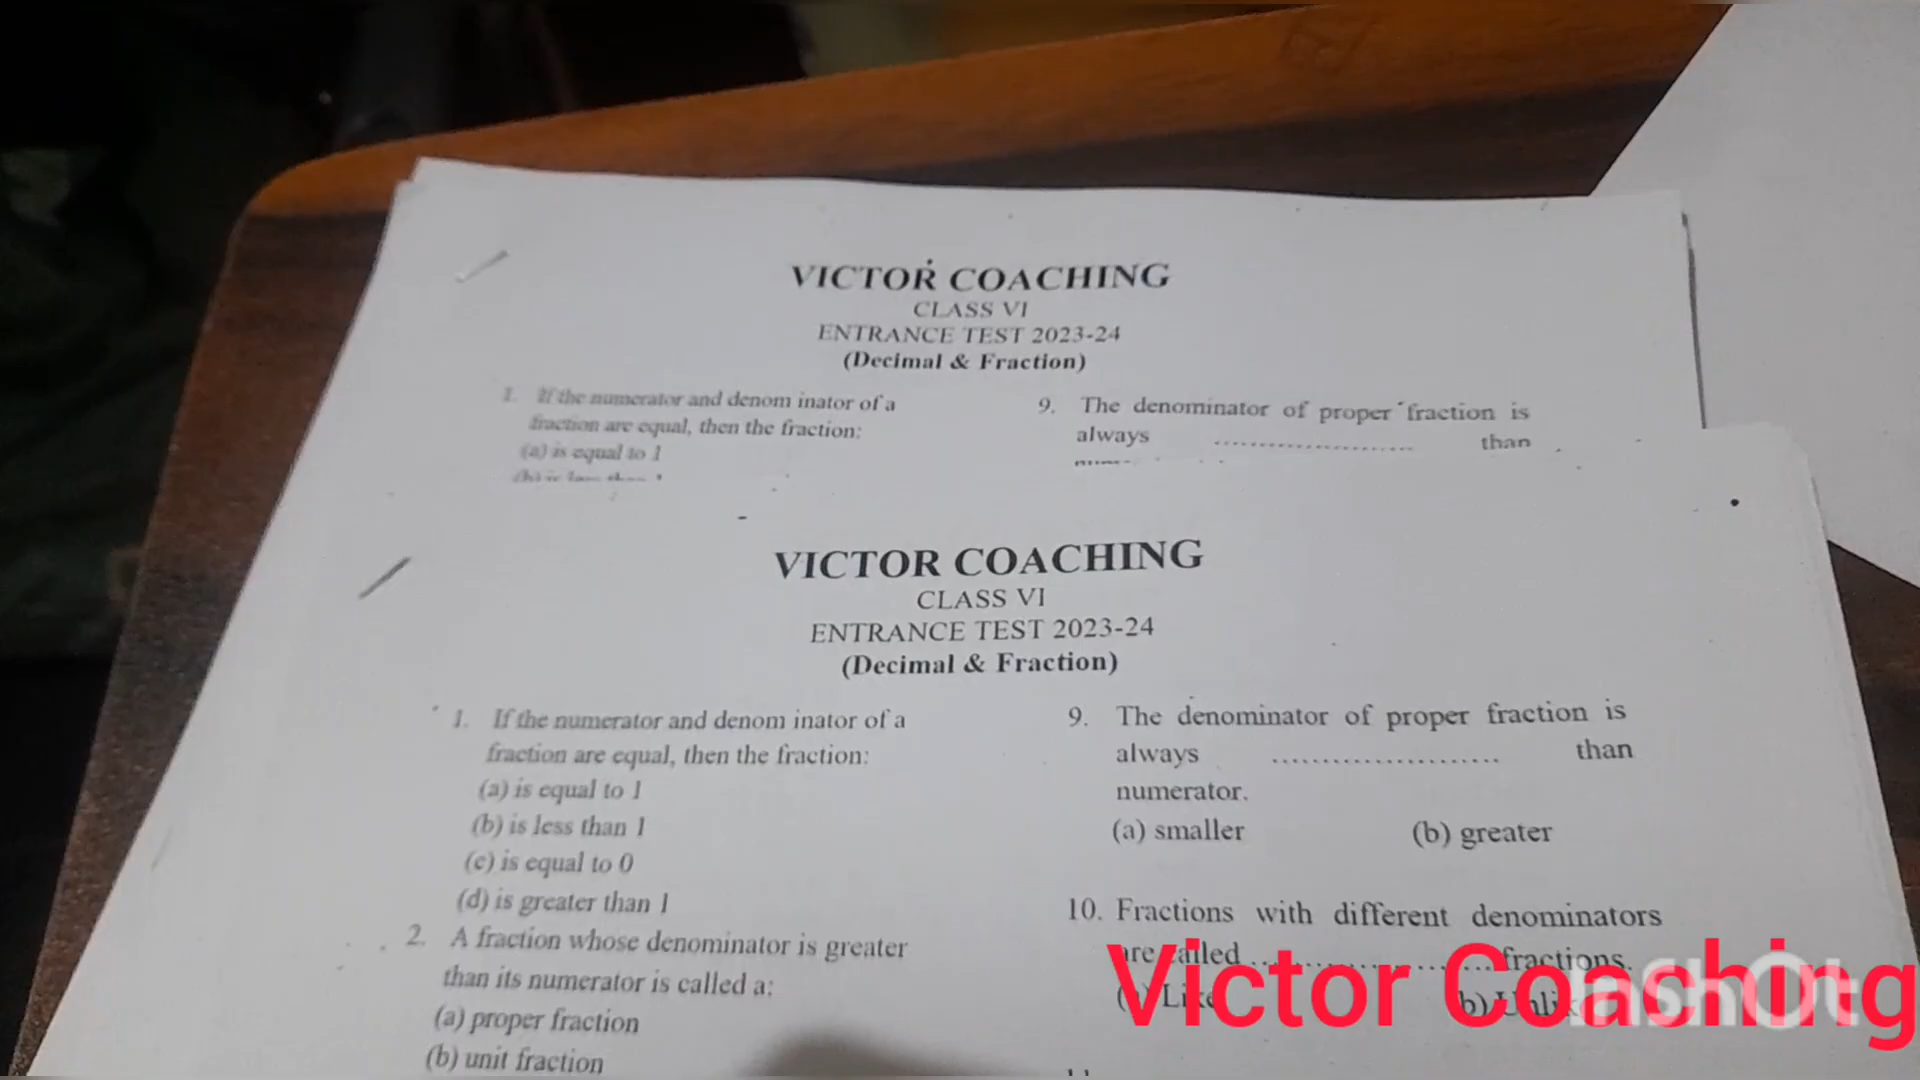 VICTOR COACHING
CLASS VI
ENTRANCE TEST 2023-24
(Decimal & Fraction)
1. If the numerator and denom inator of a
fraction are equal, then the fraction:
(a) is equal to 1
9. The denominator of proper fraction is
always ..................... than
VICTOR COACHING
CLASS VI
ENTRANCE TEST 2023-24
(Decimal & Fraction)
1. If the numerator and denom inator of a
fraction are equal, then the fraction:
(a) is equal to 1
(b) is less than 1
(c) is equal to 0
(d) is greater than 1
2. A fraction whose denominator is greater
than its numerator is called a:
(a) proper fraction
(b) unit fraction
9. The denominator of proper fraction is
always ..................... than
numerator.
(a) smaller (b) greater
10. Fractions with different denominators
are called ..................... fractions.
Victor Coaching
InShOt